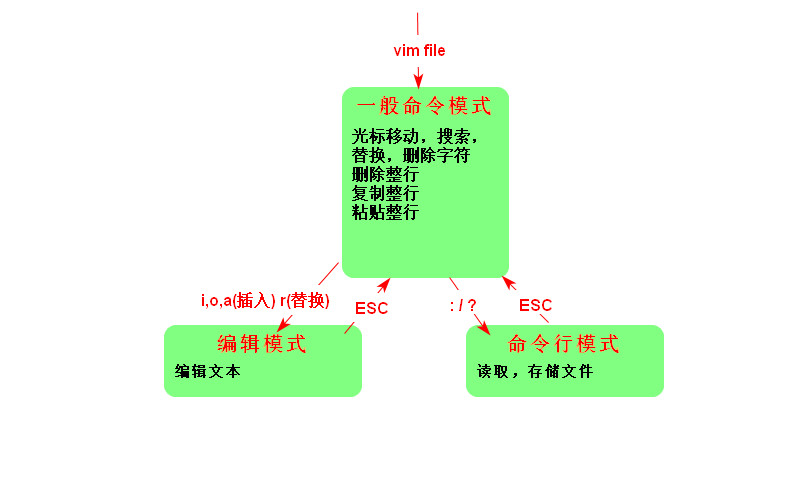 vim file
一般命令模式
光标移动，搜索，
替换，删除字符
删除整行
复制整行
粘贴整行
i,o,a(插入) r(替换)
ESC
: / ?
ESC
编辑模式
编辑文本
命令行模式
读取，存储文件